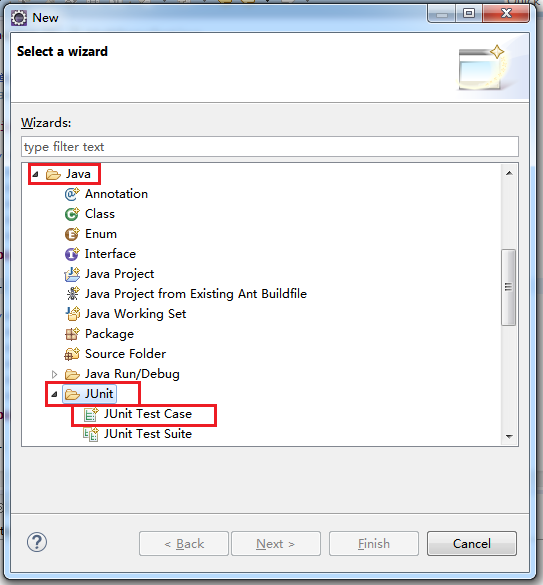 New
Select a wizard
Wizards:
type filter text
Java
Annotation
Class
Enum
Interface
Java Project
Java Project from Existing Ant Buildfile
Java Working Set
Package
Source Folder
Java Run/Debug
JUnit
JUnit Test Case
JUnit Test Suite
< Back
Next >
Finish
Cancel